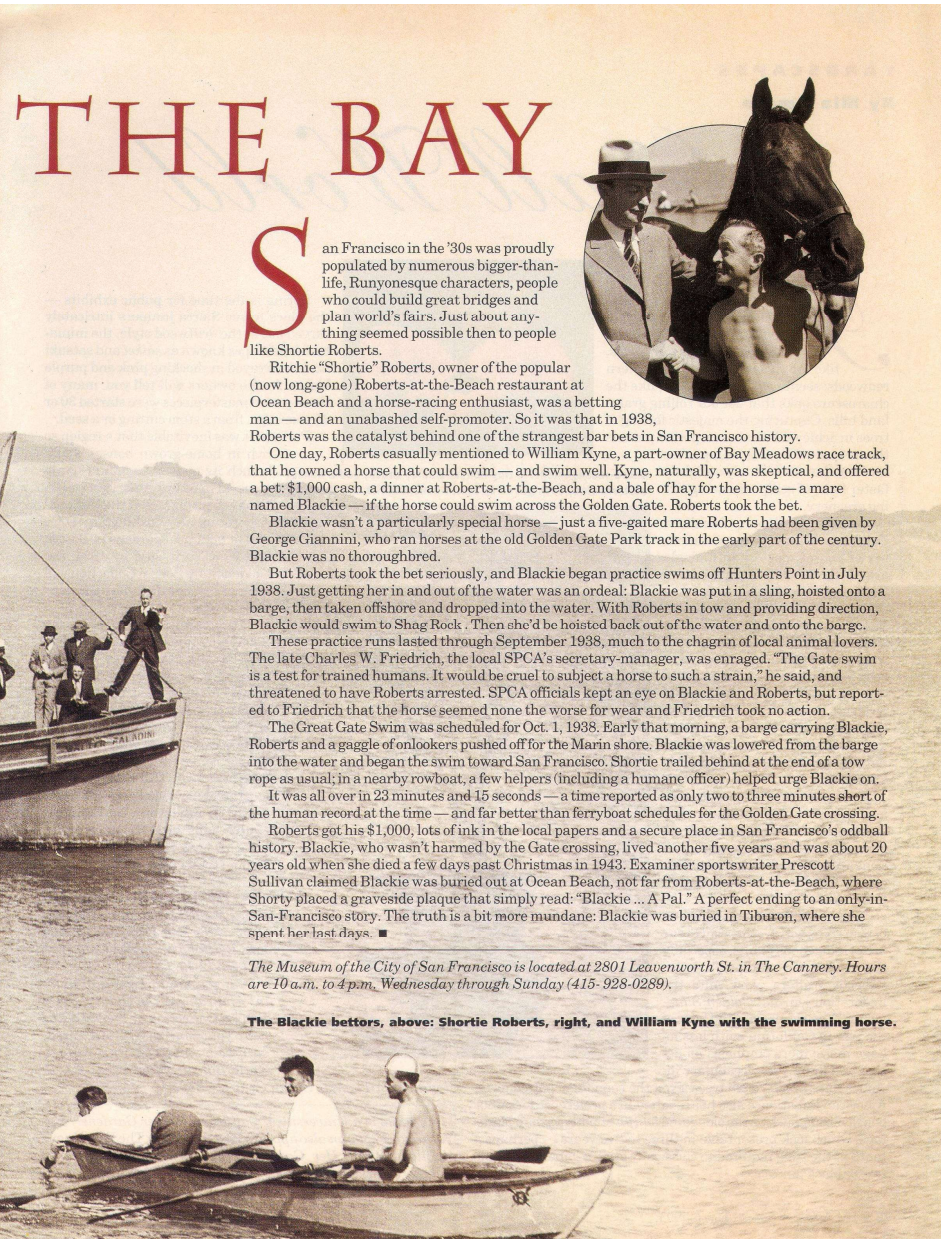 THE BAY
San Francisco in the ’30s was proudly
populated by numerous bigger-than-
life, Runyonesque characters, people
who could build great bridges and
plan world’s fairs. Just about any-
thing seemed possible then to people
like Shortie Roberts.
Ritchie “Shortie” Roberts, owner of the popular
(now long-gone) Roberts-at-the-Beach restaurant at
Ocean Beach and a horse-racing enthusiast, was a betting
man — and an unabashed self-promoter. So it was that in 1938,
Roberts was the catalyst behind one of the strangest bar bets in San Francisco history.
One day, Roberts casually mentioned to William Kyne, a part-owner of Bay Meadows race track,
that he owned a horse that could swim — and swim well. Kyne, naturally, was skeptical, and offered
a bet: $1,000 cash, a dinner at Roberts-at-the-Beach, and a bale of hay for the horse — a mare
named Blackie — if the horse could swim across the Golden Gate. Roberts took the bet.
Blackie wasn’t a particularly special horse — just a five-gaited mare Roberts had been given by
George Giannini, who ran horses at the old Golden Gate Park track in the early part of the century.
Blackie was no thoroughbred.
But Roberts took the bet seriously, and Blackie began practice swims off Hunters Point in July
1938. Just getting her in and out of the water was an ordeal: Blackie was put in a sling, hoisted onto a
barge, then taken offshore and dropped into the water. With Roberts in tow and providing direction,
Blackie would swim to Shag Rock . Then she’d be hoisted back out of the water and onto the barge.
These practice runs lasted through September 1938, much to the chagrin of local animal lovers.
The late Charles W. Friedrich, the local SPCA’s secretary-manager, was enraged. “The Gate swim
is a test for trained humans. It would be cruel to subject a horse to such a strain,” he said, and
threatened to have Roberts arrested. SPCA officials kept an eye on Blackie and Roberts, but report-
ed to Friedrich that the horse seemed none the worse for wear and Friedrich took no action.
The Great Gate Swim was scheduled for Oct. 1, 1938. Early that morning, a barge carrying Blackie,
Roberts and a gaggle of onlookers pushed off for the Marin shore. Blackie was lowered from the barge
into the water and began the swim toward San Francisco. Shortie trailed behind at the end of a tow
rope as usual; in a nearby rowboat, a few helpers (including a humane officer) helped urge Blackie on.
It was all over in 23 minutes and 15 seconds — a time reported as only two to three minutes short of
the human record at the time — and far better than ferryboat schedules for the Golden Gate crossing.
Roberts got his $1,000, lots of ink in the local papers and a secure place in San Francisco’s oddball
history. Blackie, who wasn’t harmed by the Gate crossing, lived another five years and was about 20
years old when she died a few days past Christmas in 1943. Examiner sportswriter Prescott
Sullivan claimed Blackie was buried out at Ocean Beach, not far from Roberts-at-the-Beach, where
Shorty placed a graveside plaque that simply read: “Blackie ... A Pal.” A perfect ending to an only-in-
San-Francisco story. The truth is a bit more mundane: Blackie was buried in Tiburon, where she
spent her last days. ■
The Museum of the City of San Francisco is located at 2801 Leavenworth St. in The Cannery. Hours
are 10 a.m. to 4 p.m. Wednesday through Sunday (415- 928-0289).
The Blackie bettors, above: Shortie Roberts, right, and William Kyne with the swimming horse.
WALTER PALADINI